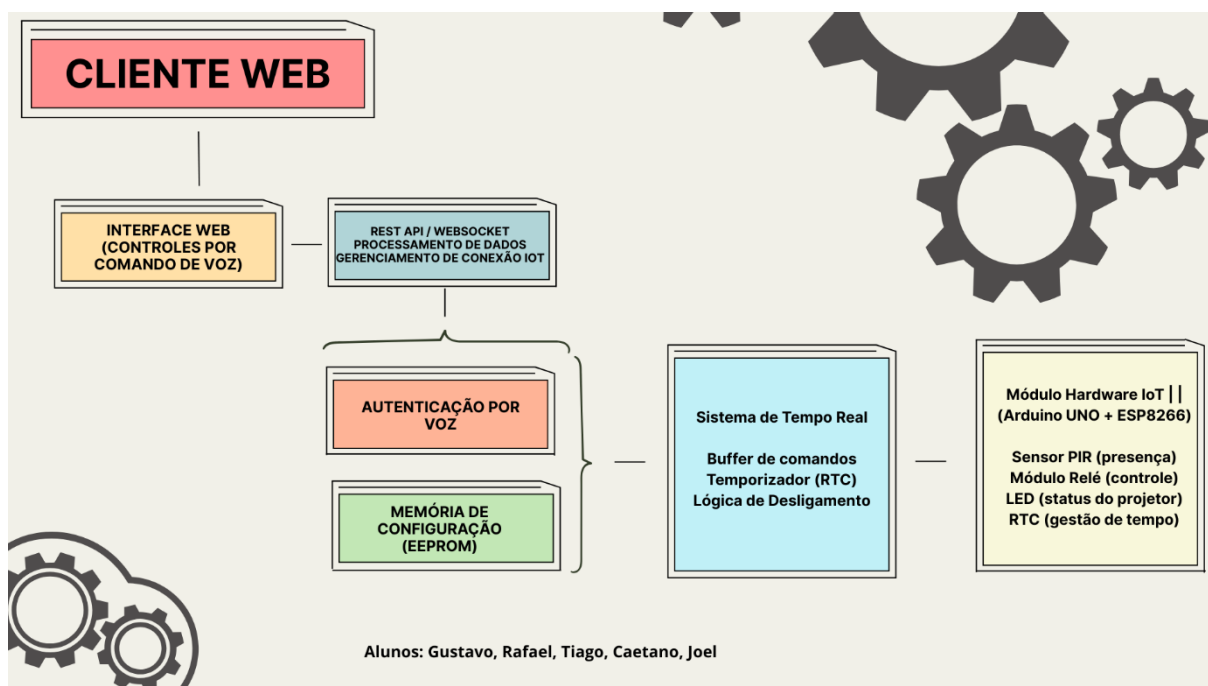 CLIENTE WEB
INTERFACE WEB
(CONTROLES POR
COMANDO DE VOZ)
REST API / WEBSOCKET
PROCESSAMENTO DE DADOS
GERENCIAMENTO DE CONEXÃO IOT
AUTENTICAÇÃO POR
VOZ
MEMÓRIA DE
CONFIGURAÇÃO
(EEPROM)
Sistema de Tempo Real
Buffer de comandos
Temporizador (RTC)
Lógica de Desligamento
Módulo Hardware IoT ||
(Arduino UNO + ESP8266)
Sensor PIR (presença)
Módulo Relé (controle)
LED (status do projetor)
RTC (gestão de tempo)
Alunos: Gustavo, Rafael, Tiago, Caetano, Joel